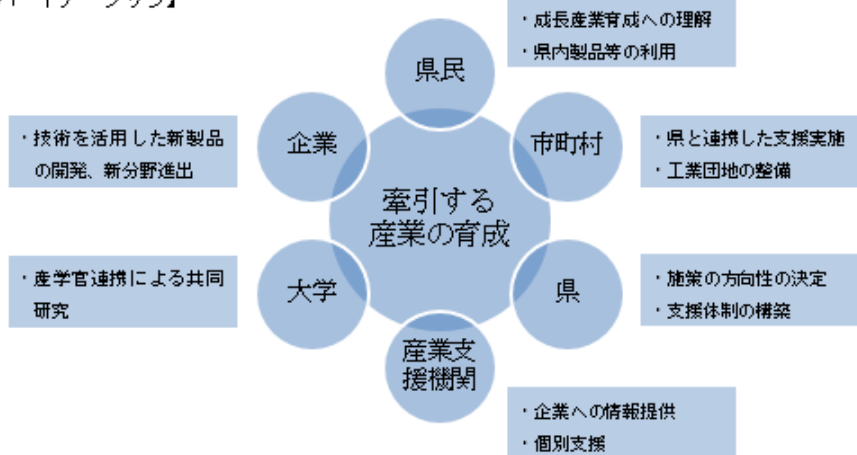 ・成長産業育成への理解
・県内製品等の利用
県民
企業
市町村
・技術を活用した新製品
の開発、新分野進出
・県と連携した支援実施
・工業団地の整備
牽引する
産業の育成
・産学官連携による共同
研究
大学
県
・施策の方向性の決定
・支援体制の構築
産業支
援機関
・企業への情報提供
・個別支援